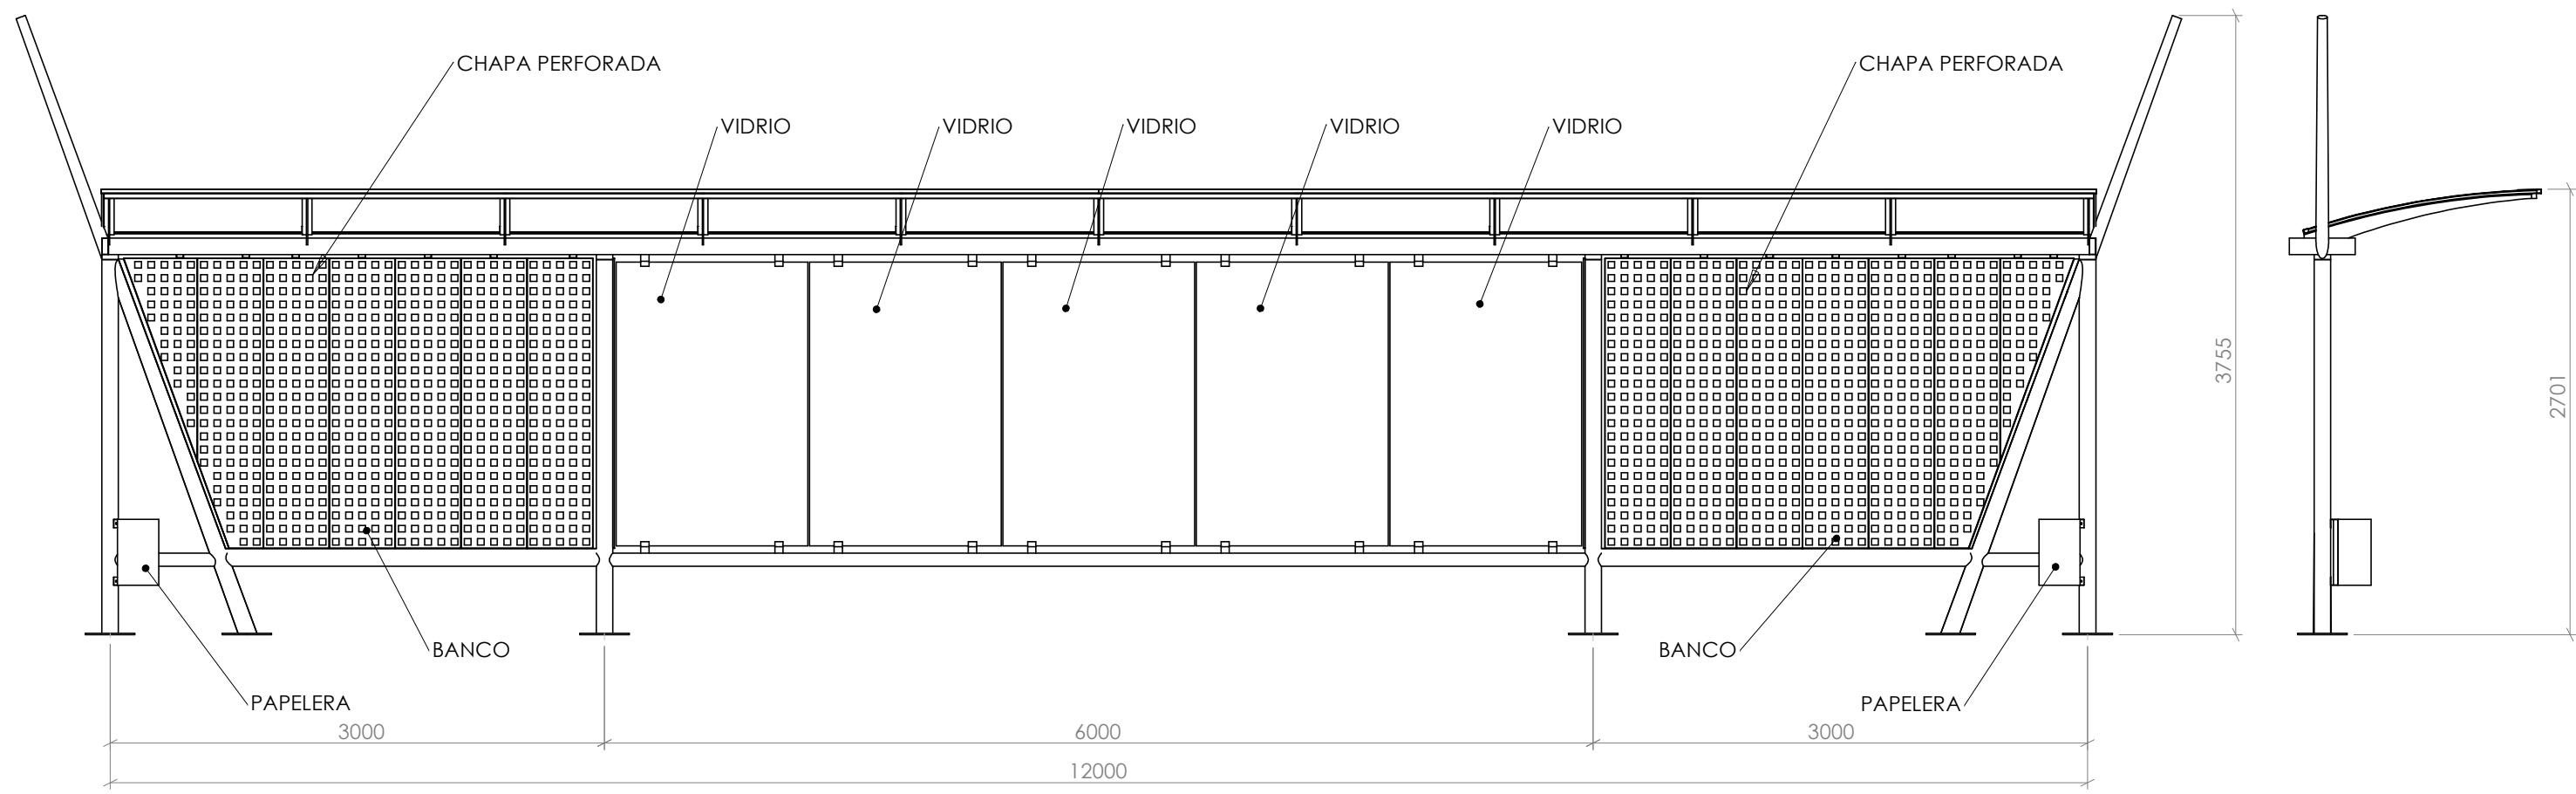 CHAPA PERFORADA
CHAPA PERFORADA
VIDRIO
VIDRIO
VIDRIO
VIDRIO
VIDRIO
3755
2701
BANCO
BANCO
PAPELERA
PAPELERA
3000
6000
3000
12000